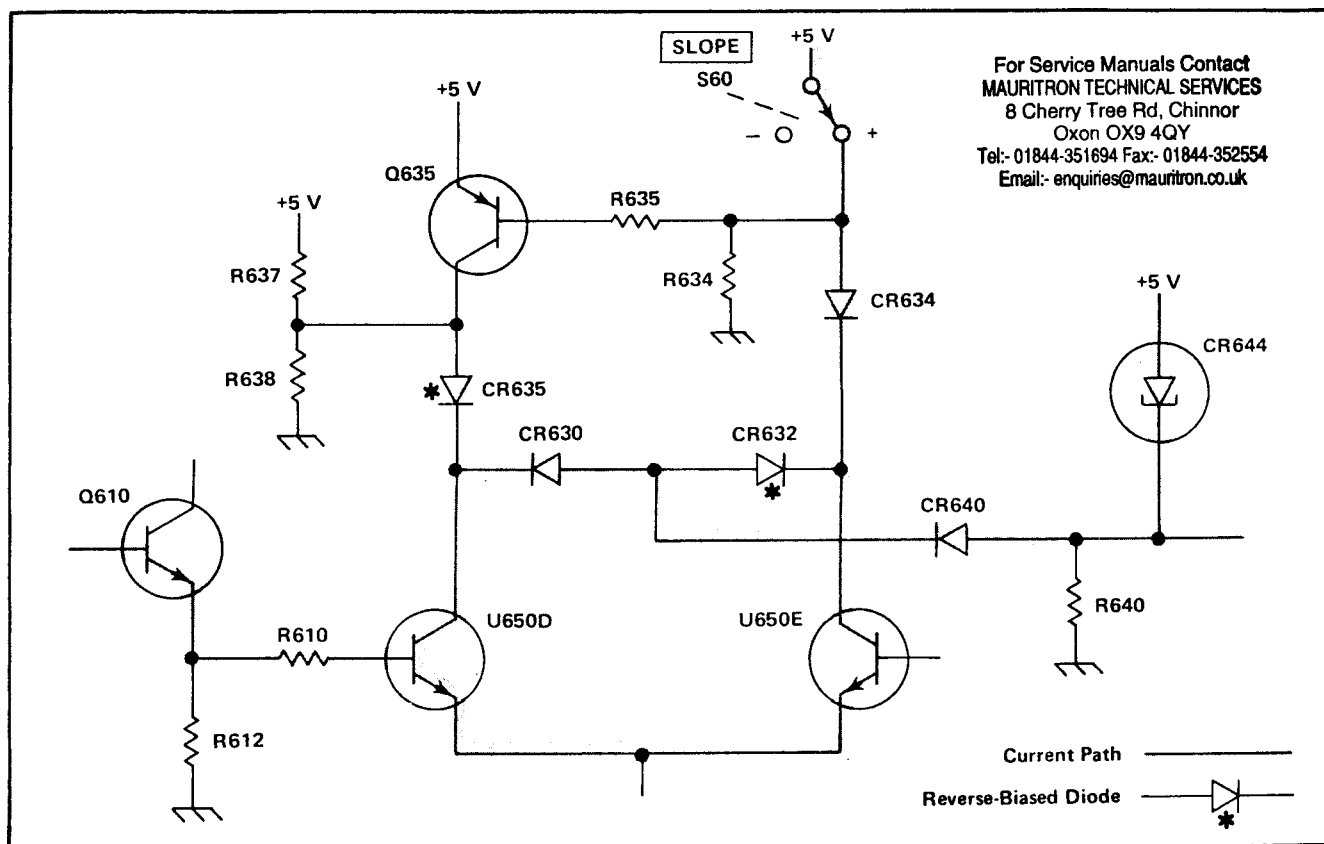 SLOPE
S60
+5 V
- +
For Service Manuals Contact
MAURITRON TECHNICAL SERVICES
8 Cherry Tree Rd, Chinnor
Oxon OX9 4QY
Tel:- 01844-351694 Fax:- 01844-352554
Email:- enquiries@mauritron.co.uk
+5 V
Q635
+5 V
R635
R637
R634
CR634
+5 V
CR644
R638
* CR635
CR630
CR632
*
Q610
CR640
R610
U650D
U650E
R640
R612
Current Path
Reverse-Biased Diode
*